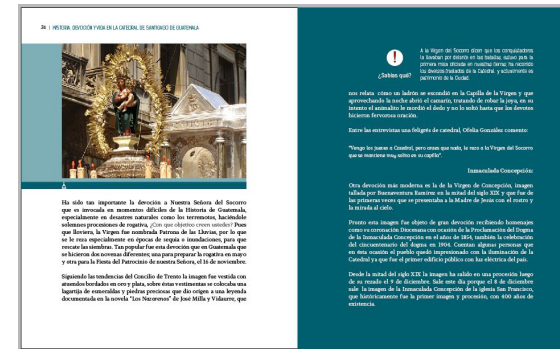 24 | HISTORIA, DEVOCIÓN Y VIDA EN LA CATEDRAL DE SANTIAGO DE GUATEMALA
Ha sido tan importante la devoción a Nuestra Señora del Socorro
que es invocada en momentos difíciles de la Historia de Guatemala,
especialmente en desastres naturales como los terremotos, haciéndole
solemnes procesiones de rogativa, ¿Con que objetivo creen ustedes? Pues
que lloviera, la Virgen fue nombrada Patrona de las Lluvias, por lo que
se le reza especialmente en épocas de sequía e inundaciones, para que
rescate las siembras. Tan popular fue esta devoción que en Guatemala que
se hicieron dos novenas diferentes; una para preparar la rogativa en mayo
y otra para la Fiesta del Patrocinio de nuestra Señora, el 16 de noviembre.
Siguiendo las tendencias del Concilio de Trento la imagen fue vestida con
atuendos bordados en oro y plata, sobre éstas vestimentas se colocaba una
lagartija de esmeraldas y piedras preciosas que dio origen a una leyenda
documentada en la novela "Los Nazarenos" de José Milla y Vidaurre, que
¿Sabías qué?
A la Virgen del Socorro dicen que los conquistadores
la llevaban por delante en las batallas, estuvo para la
primera misa oficiada en nuestras tierras, ha recorrido
los diversos traslados de la Catedral, y actualmente es
patrimonio de la Ciudad.
nos relata cómo un ladrón se escondió en la Capilla de la Virgen y que
aprovechando la noche abrió el camarín, tratando de robar la joya, en su
intento el animalito le mordió el dedo y no lo soltó hasta que los devotos
hicieron fervorosa oración.
Entre las entrevistas una feligrés de catedral, Ofelia González comento:
"Vengo los jueves a Catedral, pero antes que nada, le rezo a la Virgen del Socorro
que se mantiene muy solita en su capilla".
Inmaculada Concepción:
Otra devoción más moderna es la de la Virgen de Concepción, imagen
tallada por Buenaventura Ramírez en la mitad del siglo XIX y que fue de
las primeras veces que se presentaba a la Madre de Jesús con el rostro y
la mirada al cielo.
Pronto esta imagen fue objeto de gran devoción recibiendo homenajes
como su coronación Diocesana con ocasión de la Proclamación del Dogma
de la Inmaculada Concepción en el año de 1854, también la celebración
del cincuentenario del dogma en 1904. Cuentan algunas personas que
en ésta ocasión el pueblo quedó impresionado con la iluminación de la
Catedral ya que fue el primer edificio público con luz eléctrica del país.
Desde la mitad del siglo XIX la imagen ha salido en una procesión luego
de su rezado el 9 de diciembre. Sale este día porque el 8 de diciembre
sale la imagen de la Inmaculada Concepción de la iglesia San Francisco,
que históricamente fue la primer imagen y procesión, con 400 años de
existencia.